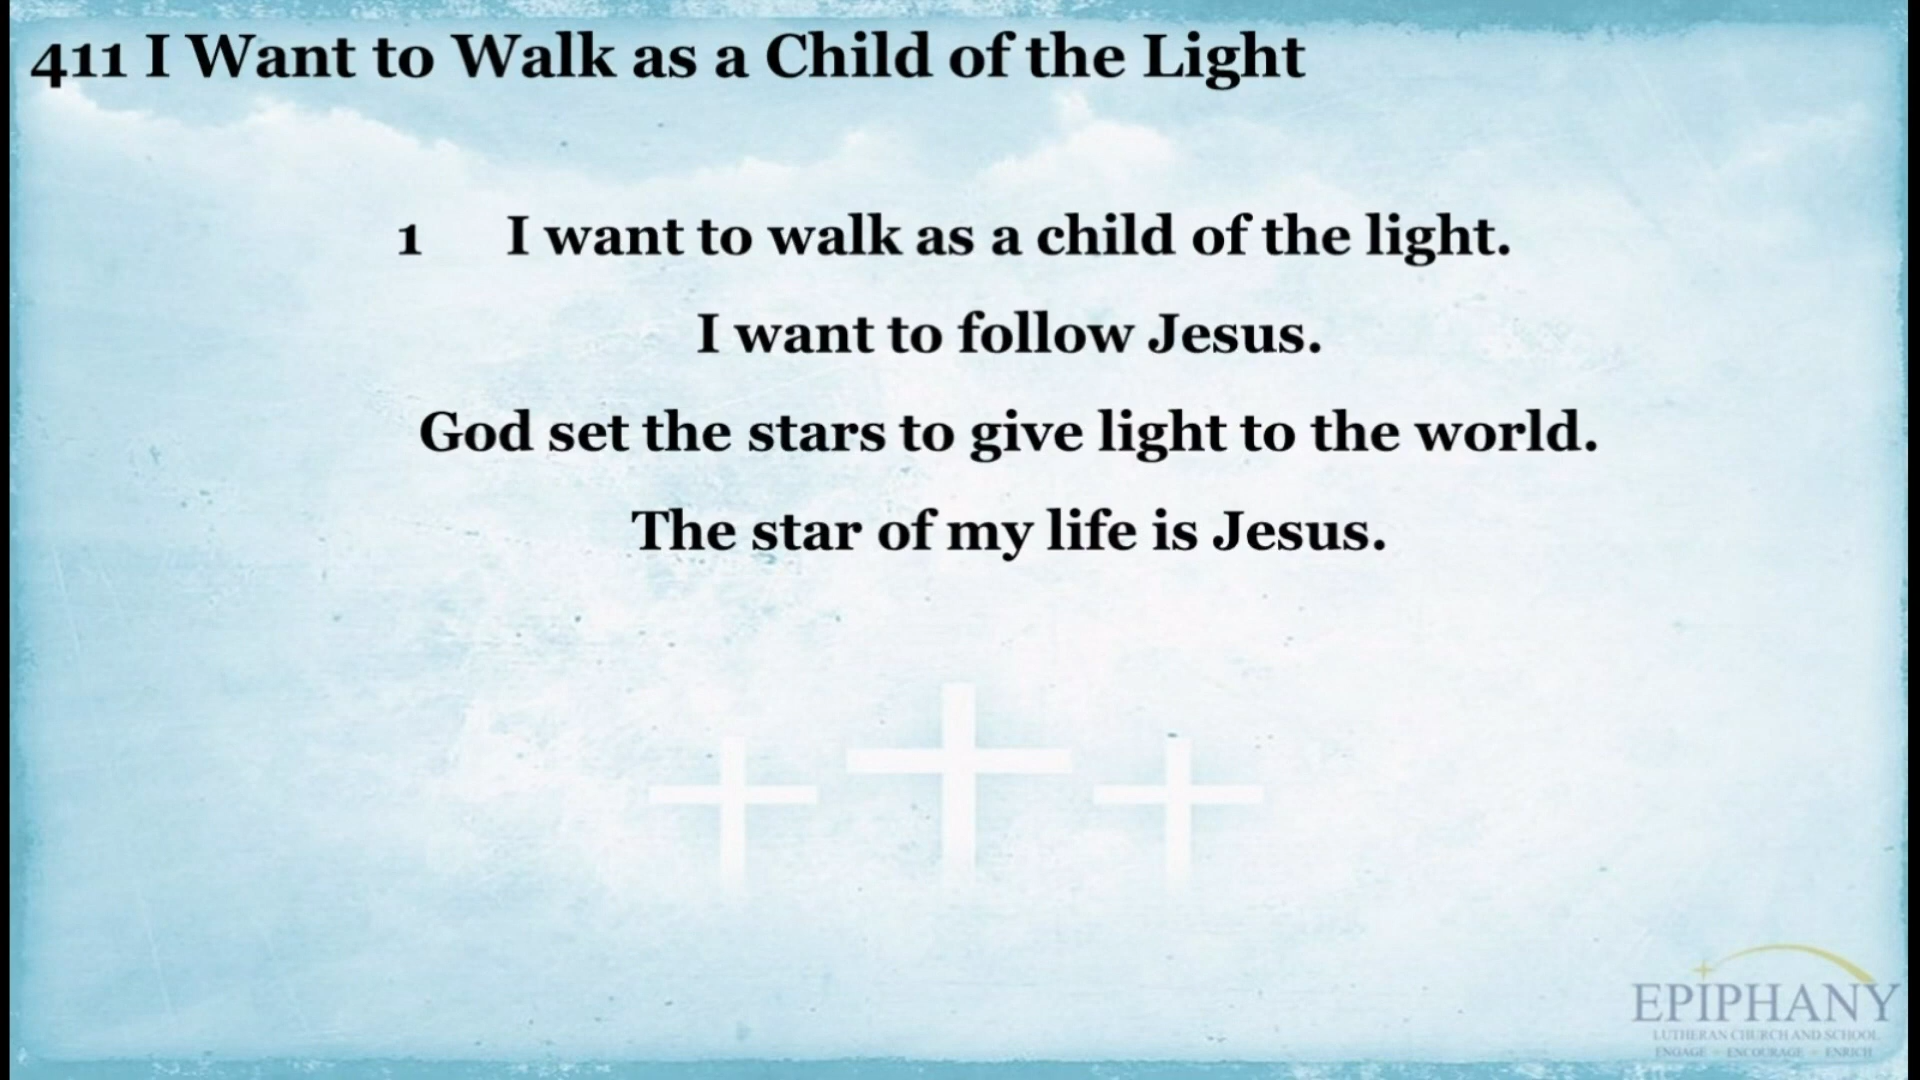 411 I Want to Walk as a Child of the Light
1 I want to walk as a child of the light.
I want to follow Jesus.
God set the stars to give light to the world.
The star of my life is Jesus.
EPIPHANY
LUTHERAN CHURCH AND SCHOOL
ENGAGE - ENCOURAGE - ENRICH